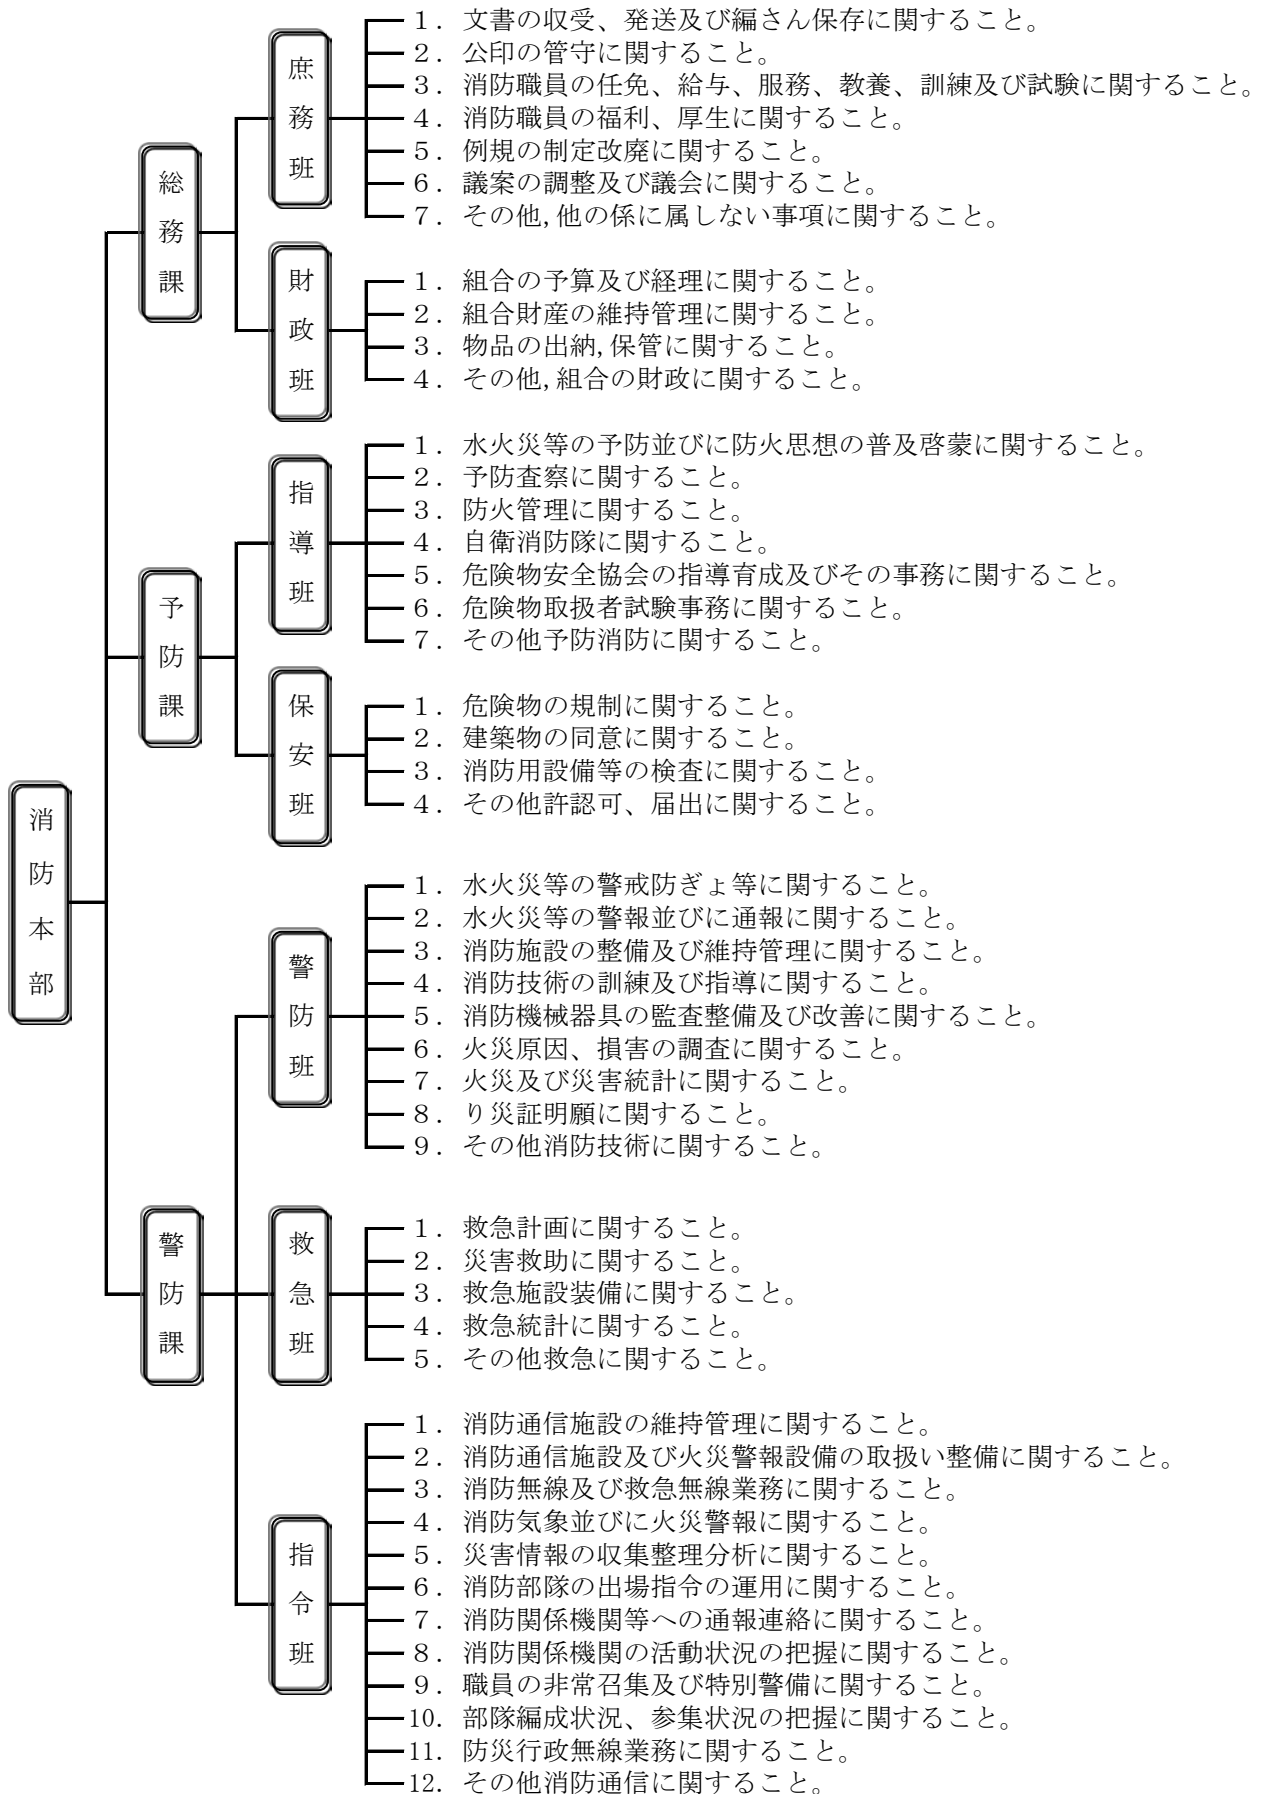 消防本部
総務課
庶務班
１．文書の収受、発送及び編さん保存に関すること。
２．公印の管守に関すること。
３．消防職員の任免、給与、服務、教養、訓練及び試験に関すること。
４．消防職員の福利、厚生に関すること。
５．例規の制定改廃に関すること。
６．議案の調整及び議会に関すること。
７．その他,他の係に属しない事項に関すること。
財政班
１．組合の予算及び経理に関すること。
２．組合財産の維持管理に関すること。
３．物品の出納,保管に関すること。
４．その他,組合の財政に関すること。
予防課
指導班
１．水火災等の予防並びに防火思想の普及啓蒙に関すること。
２．予防査察に関すること。
３．防火管理に関すること。
４．自衛消防隊に関すること。
５．危険物安全協会の指導育成及びその事務に関すること。
６．危険物取扱者試験事務に関すること。
７．その他予防消防に関すること。
保安班
１．危険物の規制に関すること。
２．建築物の同意に関すること。
３．消防用設備等の検査に関すること。
４．その他許認可、届出に関すること。
警防課
警防班
１．水火災等の警戒防ぎょ等に関すること。
２．水火災等の警報並びに通報に関すること。
３．消防施設の整備及び維持管理に関すること。
４．消防技術の訓練及び指導に関すること。
５．消防機械器具の監査整備及び改善に関すること。
６．火災原因、損害の調査に関すること。
７．火災及び災害統計に関すること。
８．り災証明願に関すること。
９．その他消防技術に関すること。
救急班
１．救急計画に関すること。
２．災害救助に関すること。
３．救急施設装備に関すること。
４．救急統計に関すること。
５．その他救急に関すること。
指令班
１．消防通信施設の維持管理に関すること。
２．消防通信施設及び火災警報設備の取扱い整備に関すること。
３．消防無線及び救急無線業務に関すること。
４．消防気象並びに火災警報に関すること。
５．災害情報の収集整理分析に関すること。
６．消防部隊の出場指令の運用に関すること。
７．消防関係機関等への通報連絡に関すること。
８．消防関係機関の活動状況の把握に関すること。
９．職員の非常召集及び特別警備に関すること。
10．部隊編成状況、参集状況の把握に関すること。
11．防災行政無線業務に関すること。
12．その他消防通信に関すること。